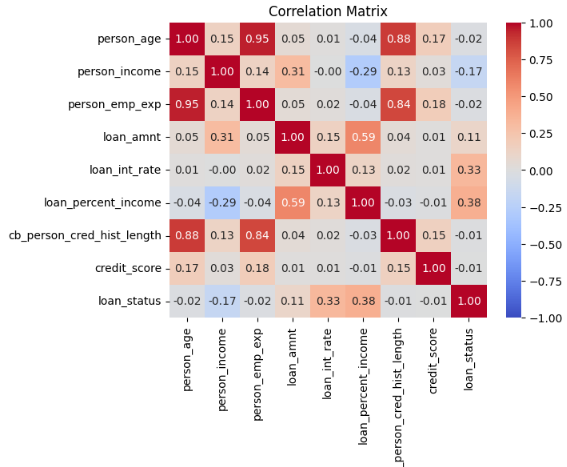 Correlation Matrix
person_age 1.00 0.15 0.95 0.05 0.01 -0.04 0.88 0.17 -0.02
person_income 0.15 1.00 0.14 0.31 -0.00 -0.29 0.13 0.03 -0.17
person_emp_exp 0.95 0.14 1.00 0.05 0.02 -0.04 0.84 0.18 -0.02
loan_amnt 0.05 0.31 0.05 1.00 0.15 0.59 0.04 0.01 0.11
loan_int_rate 0.01 -0.00 0.02 0.15 1.00 0.13 0.02 0.01 0.33
loan_percent_income -0.04 -0.29 -0.04 0.59 0.13 1.00 -0.03 -0.01 0.38
cb_person_cred_hist_length 0.88 0.13 0.84 0.04 0.02 -0.03 1.00 0.15 -0.01
credit_score 0.17 0.03 0.18 0.01 0.01 -0.01 0.15 1.00 -0.01
loan_status -0.02 -0.17 -0.02 0.11 0.33 0.38 -0.01 -0.01 1.00
person_age
person_income
person_emp_exp
loan_amnt
loan_int_rate
loan_percent_income
_person_cred_hist_length
credit_score
loan_status
1.00
0.75
0.50
0.25
0.00
−0.25
−0.50
−0.75
−1.00